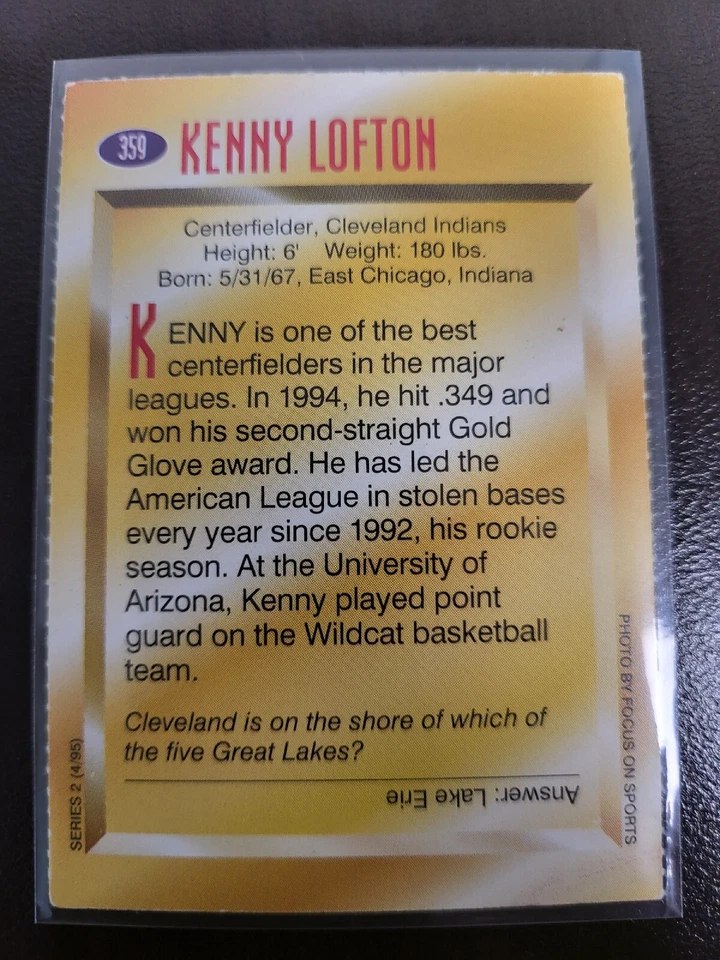 359 KENNY LOFTON
Centerfielder, Cleveland Indians
Height: 6' Weight: 180 lbs.
Born: 5/31/67, East Chicago, Indiana
KENNY is one of the best
centerfielders in the major
leagues. In 1994, he hit .349 and
won his second-straight Gold
Glove award. He has led the
American League in stolen bases
every year since 1992, his rookie
season. At the University of
Arizona, Kenny played point
guard on the Wildcat basketball
team.
Cleveland is on the shore of which of
the five Great Lakes?
Answer: Lake Erie
SERIES 2 (4/95)
PHOTO BY FOCUS ON SPORTS